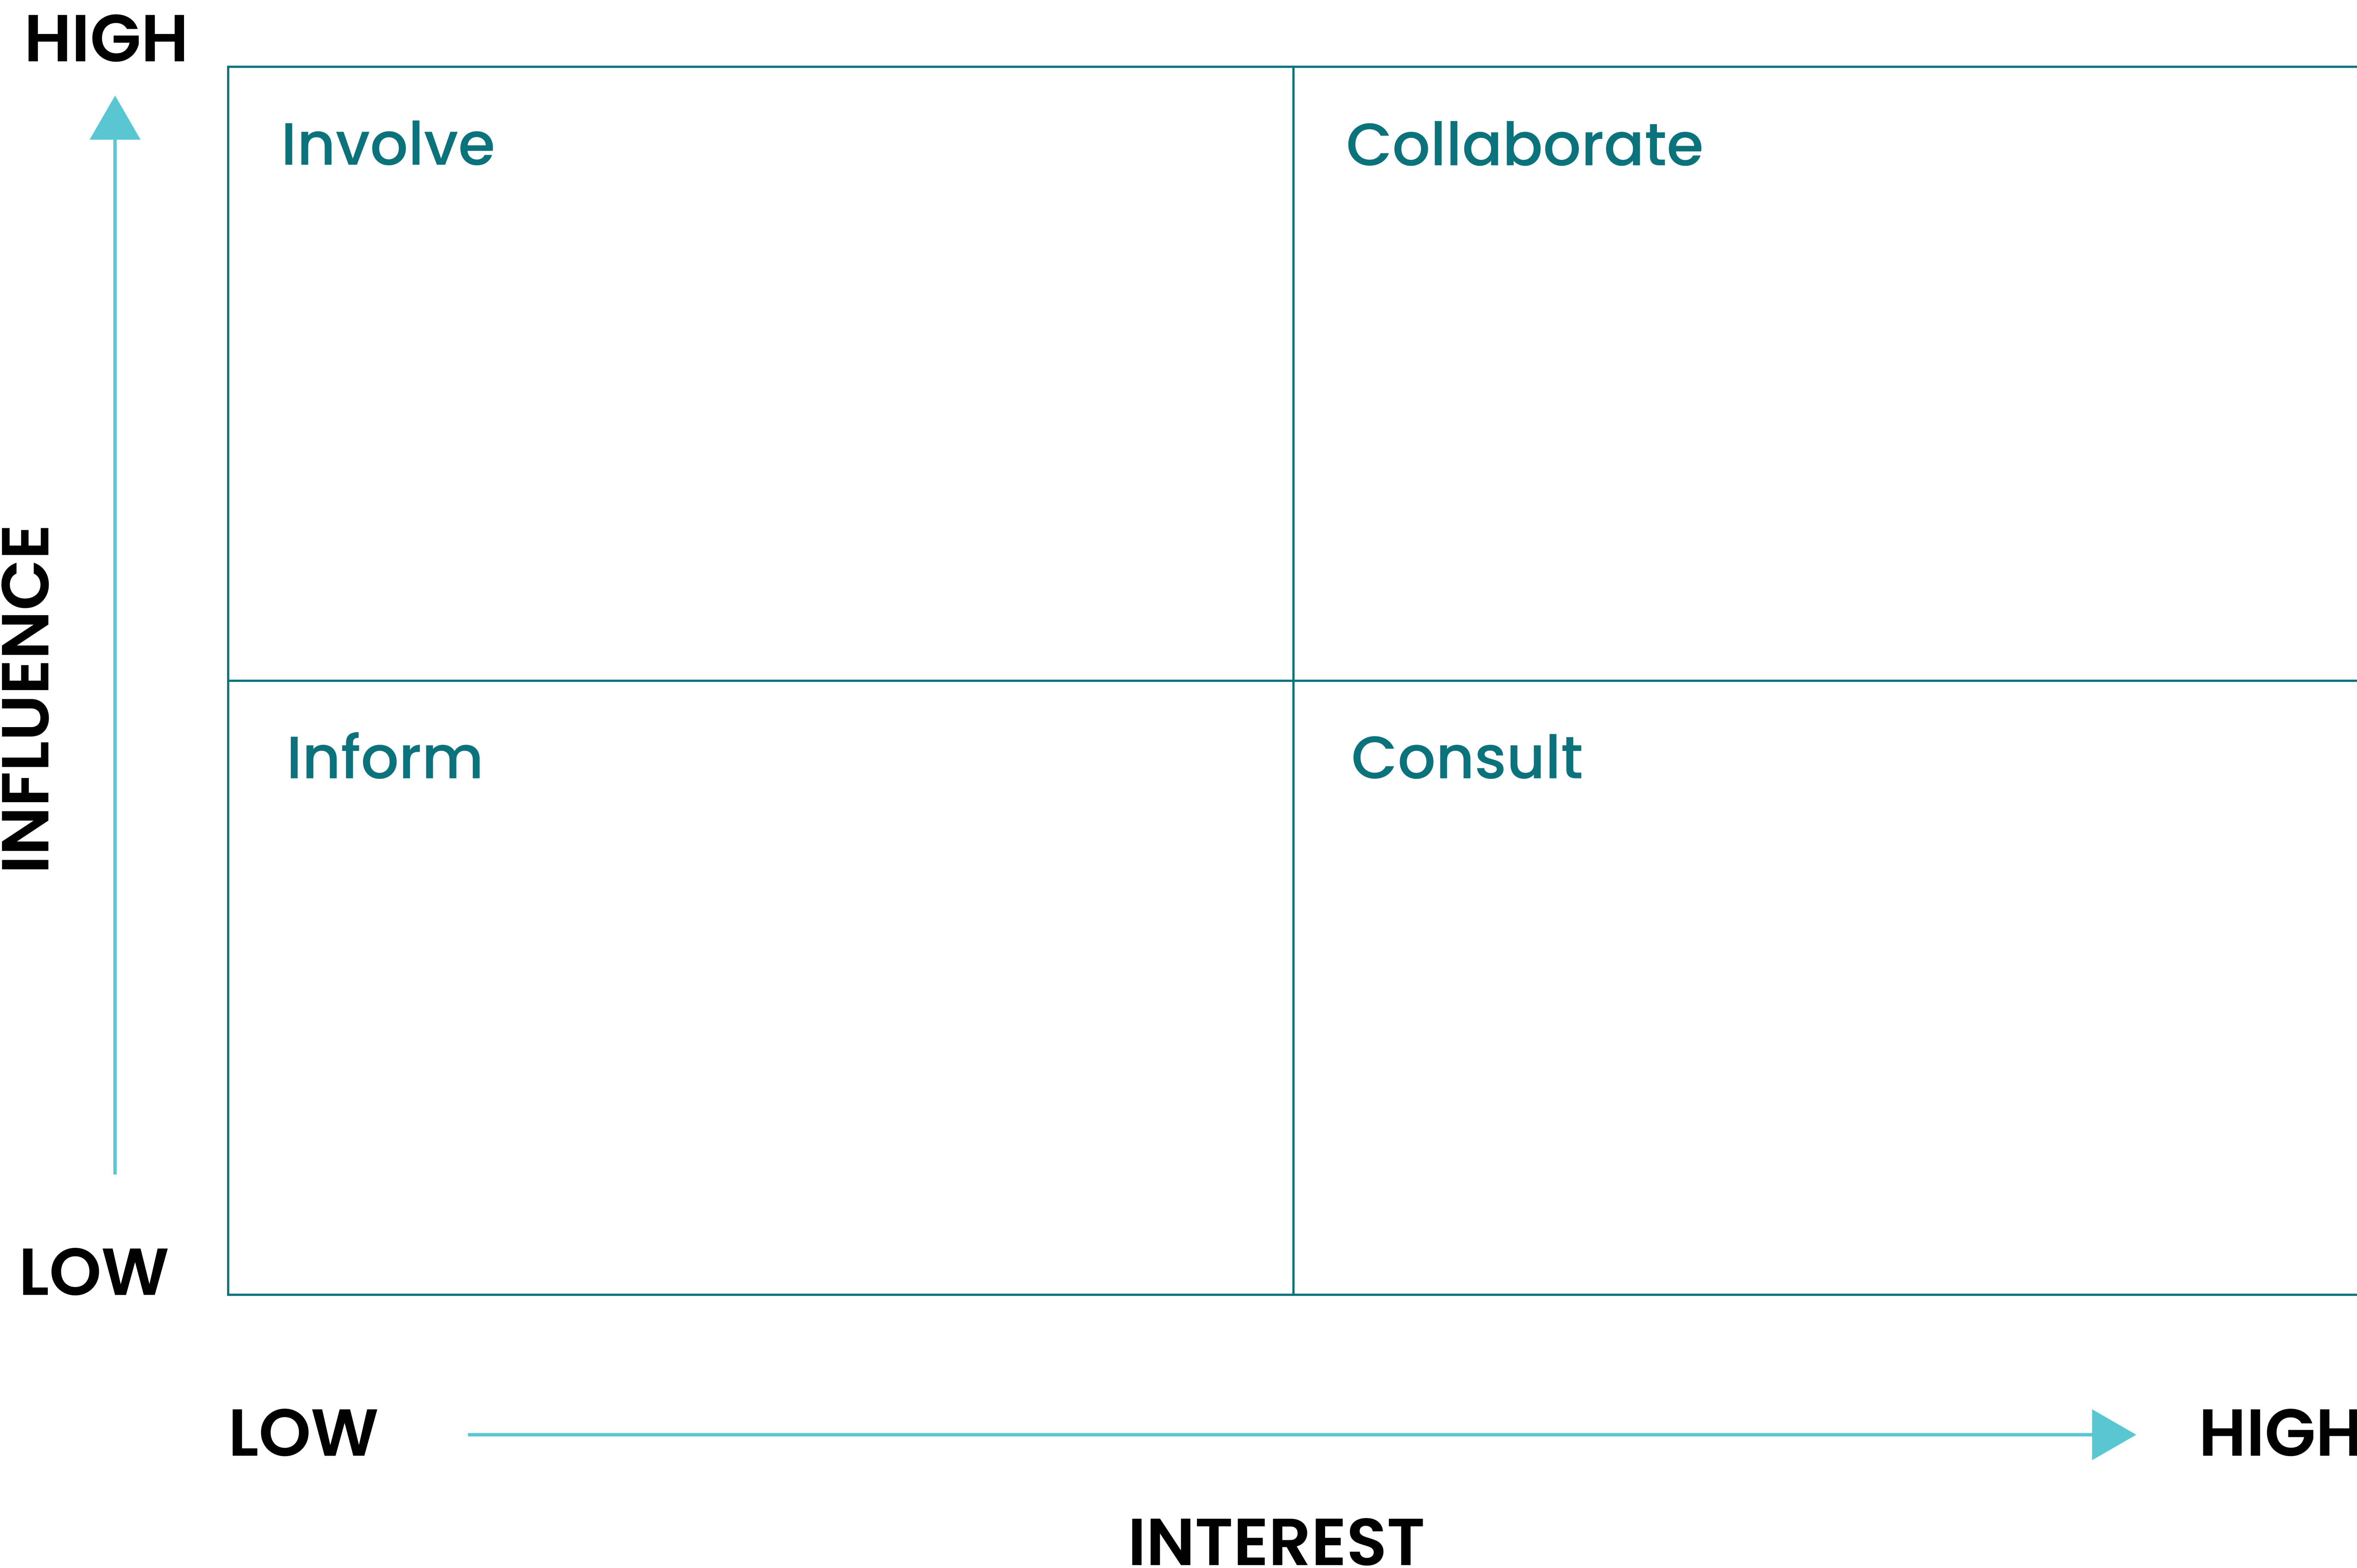 HIGH
Involve
Collaborate
INFLUENCE
Inform
Consult
LOW
LOW
HIGH
INTEREST